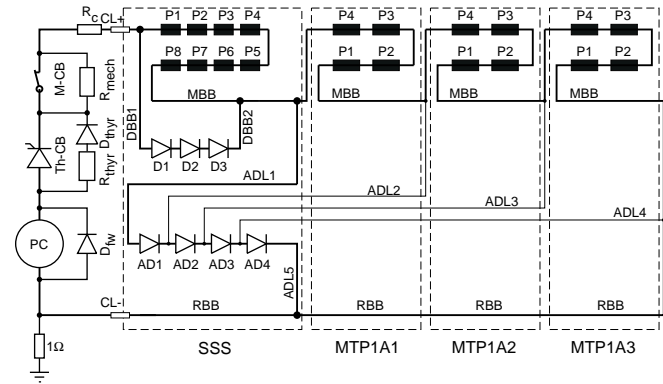 R_c CL+ P1 P2 P3 P4 P4 P3 P4 P3 P4 P3
P8 P7 P6 P5 P1 P2 P1 P2 P1 P2
M-CB
R_mech
MBB MBB MBB MBB
DBB1
DBB2
D_thyr
Th-CB
R_thyr
D1 D2 D3
ADL1
ADL2
ADL3
ADL4
PC
D_fw
AD1 AD2 AD3 AD4
ADL5
CL- RBB RBB RBB RBB
1Ω
SSS MTP1A1 MTP1A2 MTP1A3